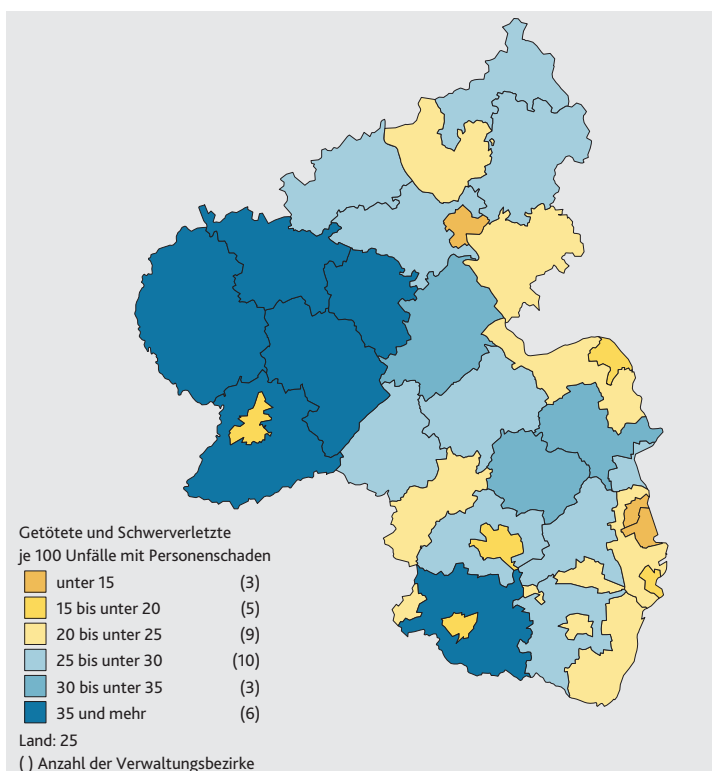 Getötete und Schwerverletzte
je 100 Unfälle mit Personenschaden
unter 15 (3)
15 bis unter 20 (5)
20 bis unter 25 (9)
25 bis unter 30 (10)
30 bis unter 35 (3)
35 und mehr (6)
Land: 25
( ) Anzahl der Verwaltungsbezirke